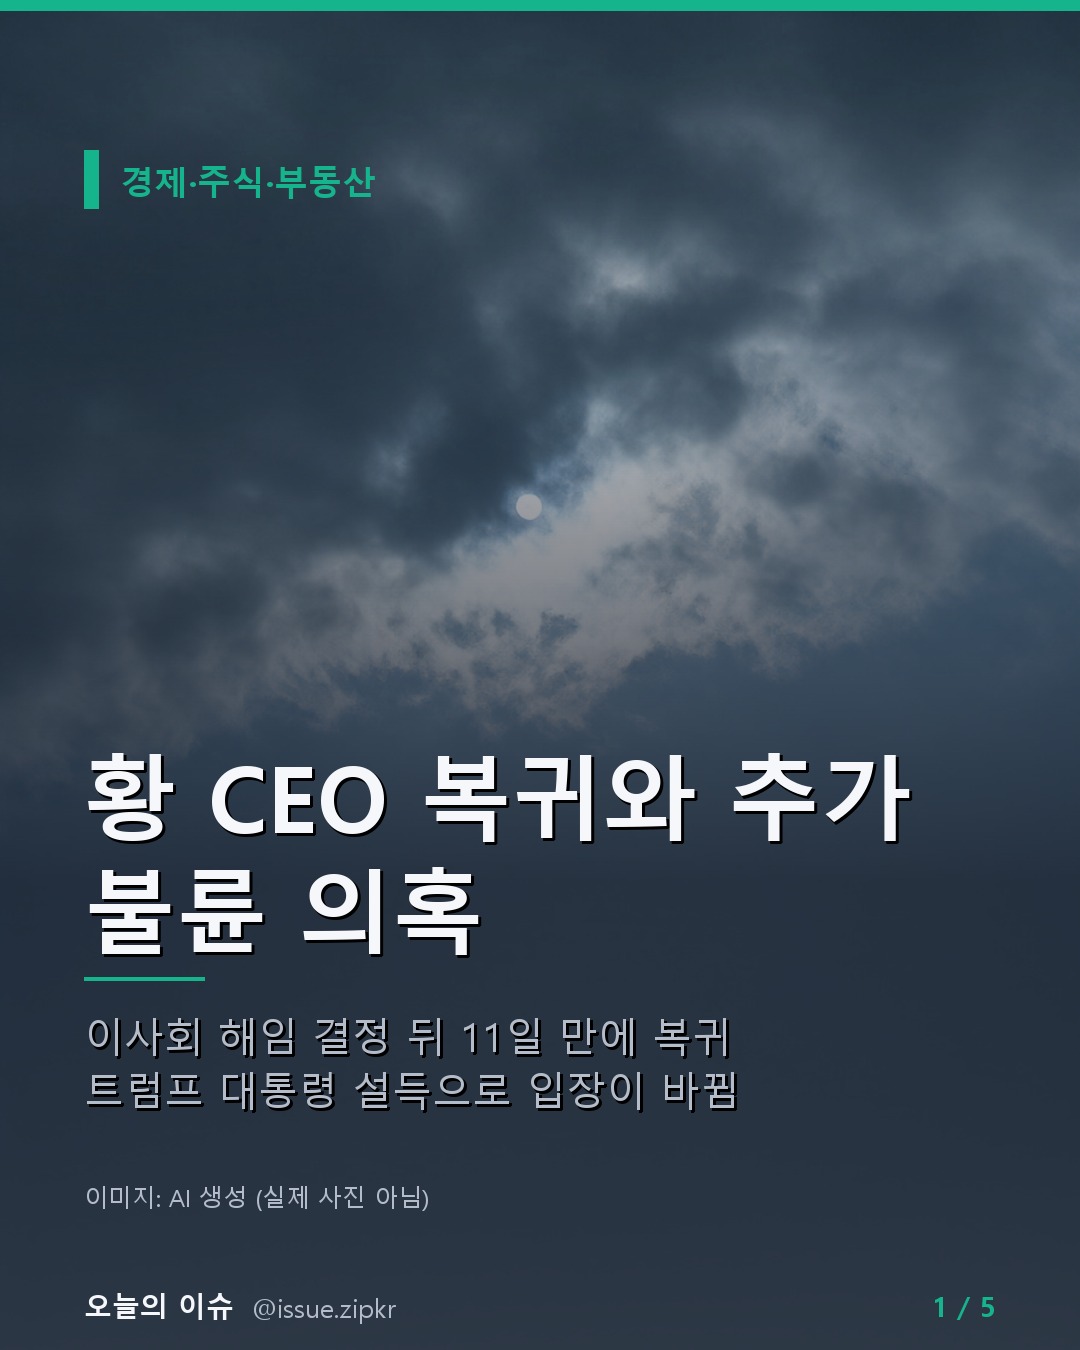 경제·주식·부동산
황 CEO 복귀와 추가
불륜 의혹
이사회 해임 결정 뒤 11일 만에 복귀
트럼프 대통령 설득으로 입장이 바뀜
이미지: AI 생성 (실제 사진 아님)
오늘의 이슈 @issue.zipkr
1 / 5